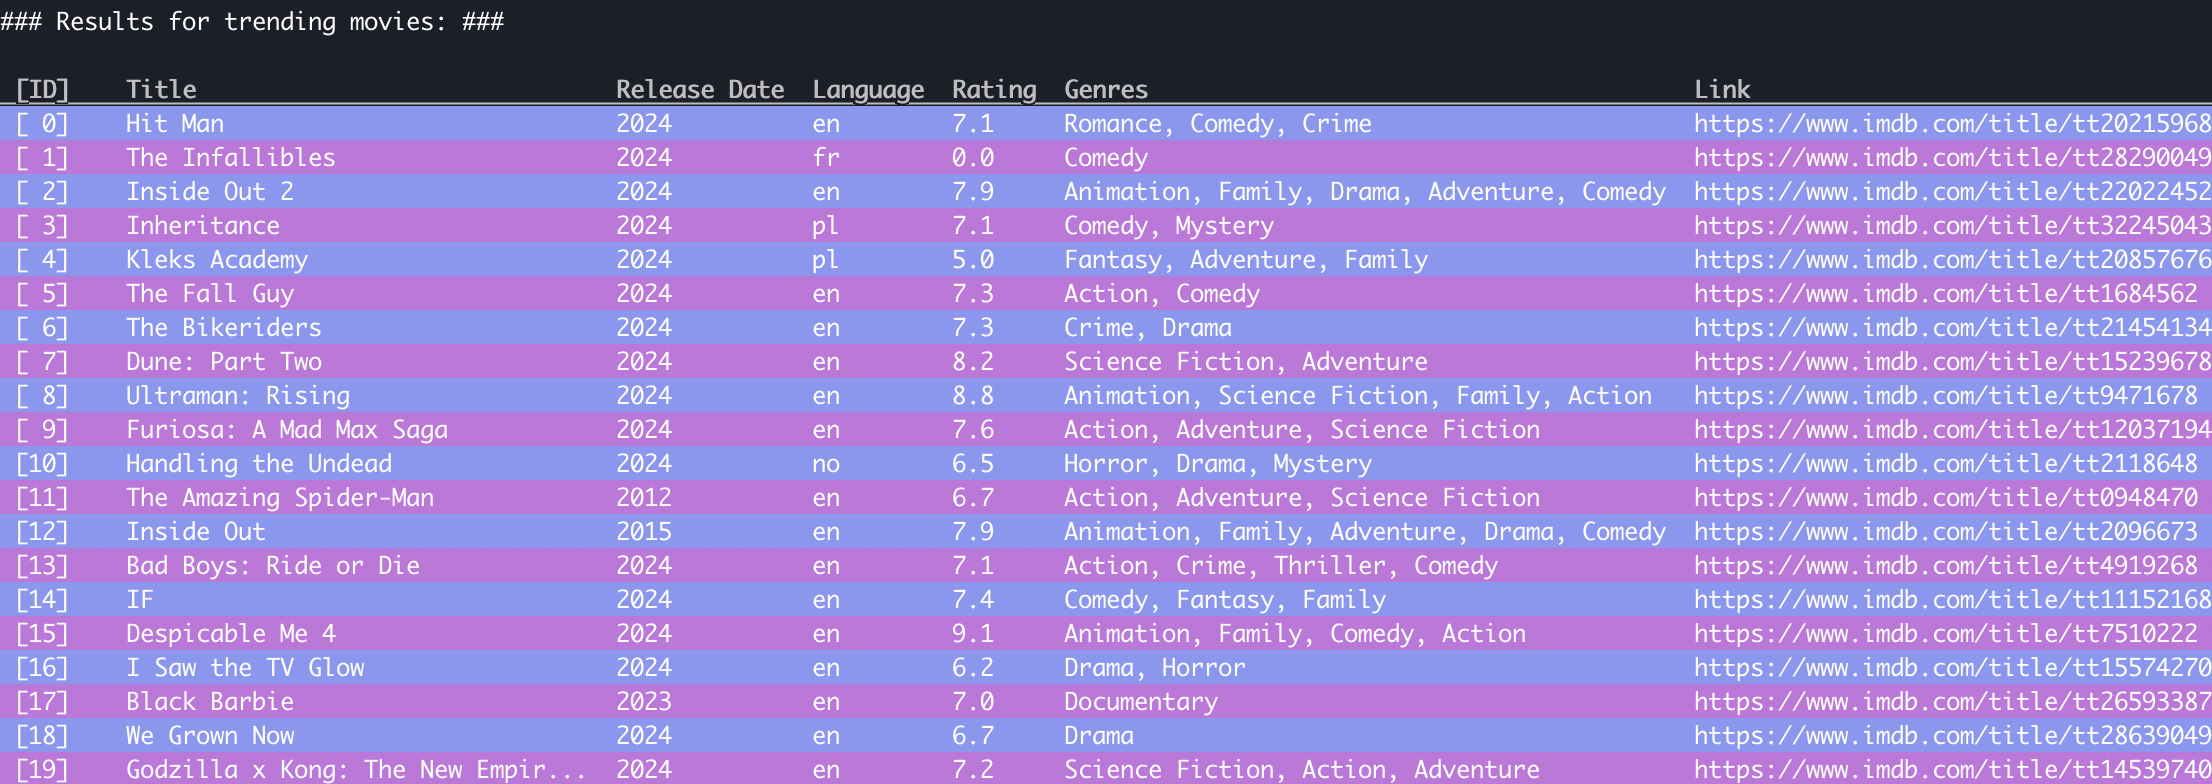 ### Results for trending movies: ###
[ID] Title Release Date Language Rating Genres Link
[ 0] Hit Man 2024 en 7.1 Romance, Comedy, Crime https://www.imdb.com/title/tt20215968
[ 1] The Infallibles 2024 fr 0.0 Comedy https://www.imdb.com/title/tt28290049
[ 2] Inside Out 2 2024 en 7.9 Animation, Family, Drama, Adventure, Comedy https://www.imdb.com/title/tt22022452
[ 3] Inheritance 2024 pl 7.1 Comedy, Mystery https://www.imdb.com/title/tt32245043
[ 4] Kleks Academy 2024 pl 5.0 Fantasy, Adventure, Family https://www.imdb.com/title/tt20857676
[ 5] The Fall Guy 2024 en 7.3 Action, Comedy https://www.imdb.com/title/tt1684562
[ 6] The Bikeriders 2024 en 7.3 Crime, Drama https://www.imdb.com/title/tt21454134
[ 7] Dune: Part Two 2024 en 8.2 Science Fiction, Adventure https://www.imdb.com/title/tt15239678
[ 8] Ultraman: Rising 2024 en 8.8 Animation, Science Fiction, Family, Action https://www.imdb.com/title/tt9471678
[ 9] Furiosa: A Mad Max Saga 2024 en 7.6 Action, Adventure, Science Fiction https://www.imdb.com/title/tt12037194
[10] Handling the Undead 2024 no 6.5 Horror, Drama, Mystery https://www.imdb.com/title/tt2118648
[11] The Amazing Spider-Man 2012 en 6.7 Action, Adventure, Science Fiction https://www.imdb.com/title/tt0948470
[12] Inside Out 2015 en 7.9 Animation, Family, Adventure, Drama, Comedy https://www.imdb.com/title/tt2096673
[13] Bad Boys: Ride or Die 2024 en 7.1 Action, Crime, Thriller, Comedy https://www.imdb.com/title/tt4919268
[14] IF 2024 en 7.4 Comedy, Fantasy, Family https://www.imdb.com/title/tt11152168
[15] Despicable Me 4 2024 en 9.1 Animation, Family, Comedy, Action https://www.imdb.com/title/tt7510222
[16] I Saw the TV Glow 2024 en 6.2 Drama, Horror https://www.imdb.com/title/tt15574270
[17] Black Barbie 2023 en 7.0 Documentary https://www.imdb.com/title/tt26593387
[18] We Grown Now 2024 en 6.7 Drama https://www.imdb.com/title/tt28639049
[19] Godzilla x Kong: The New Empir... 2024 en 7.2 Science Fiction, Action, Adventure https://www.imdb.com/title/tt14539740